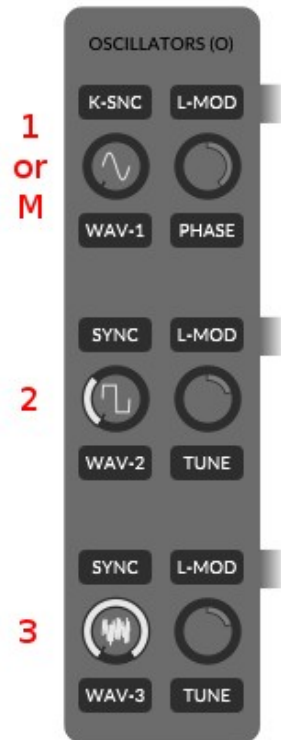 OSCILLATORS (O)
K-SNC L-MOD
1
or
M
WAV-1 PHASE
SYNC L-MOD
2
WAV-2 TUNE
SYNC L-MOD
3
WAV-3 TUNE